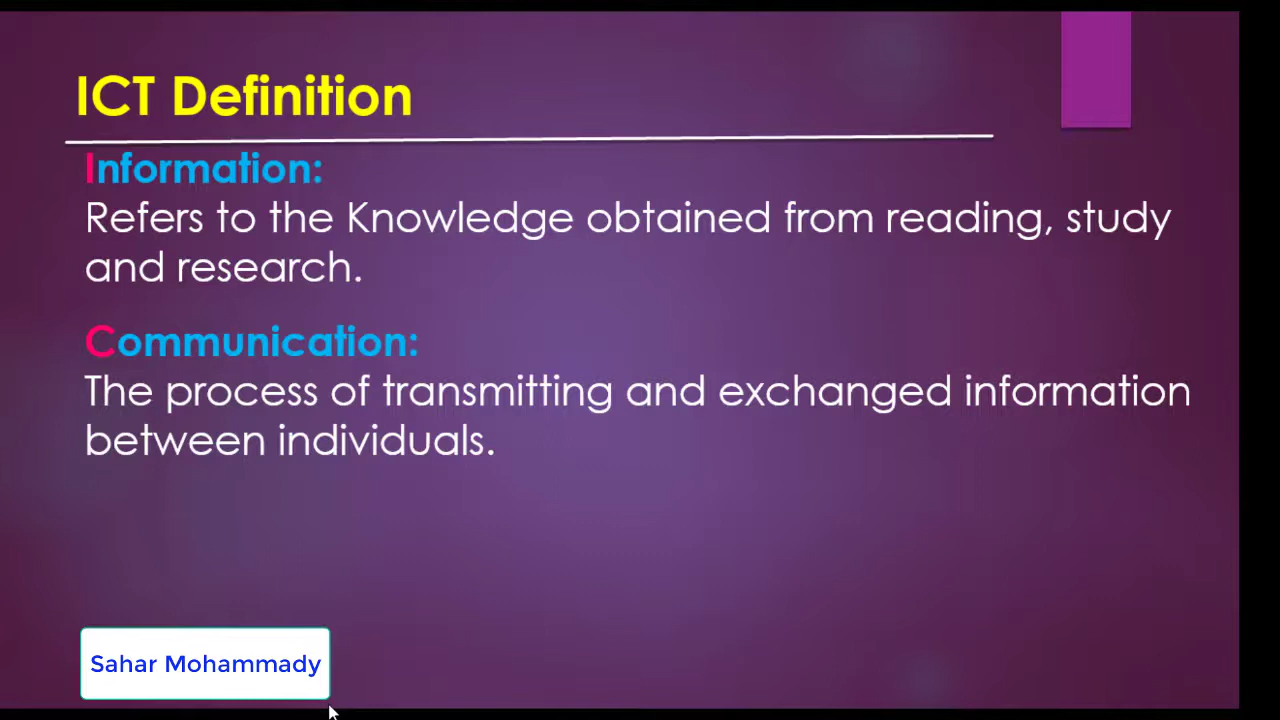 ICT Definition
Information:
Refers to the Knowledge obtained from reading, study
and research.
Communication:
The process of transmitting and exchanged information
between individuals.
Sahar Mohammady